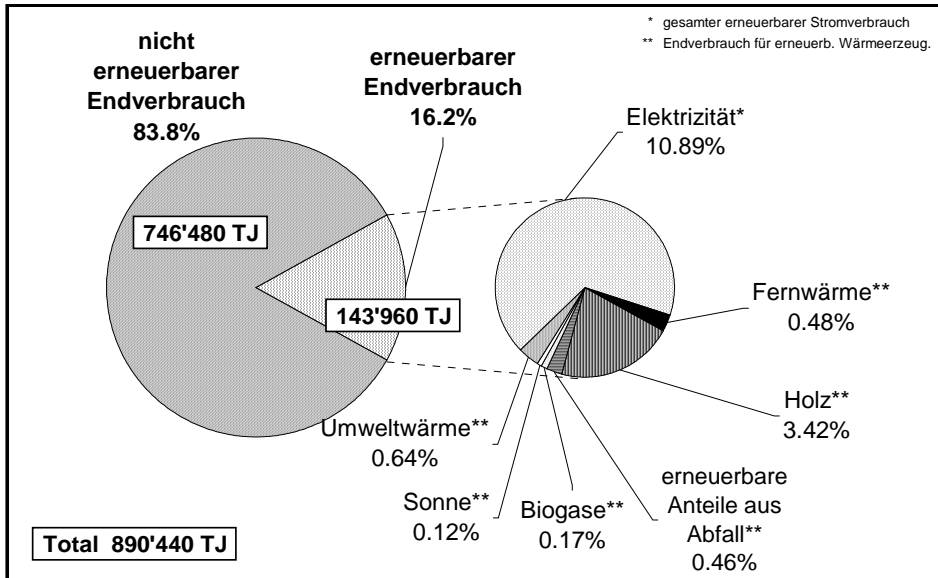 * gesamter erneuerbarer Stromverbrauch
** Endverbrauch für erneuerb. Wärmeerzeug.
nicht
erneuerbarer
Endverbrauch
83.8%
erneuerbarer
Endverbrauch
16.2%
Elektrizität*
10.89%
746'480 TJ
143'960 TJ
Fernwärme**
0.48%
Holz**
3.42%
Umweltwärme**
0.64%
Sonne**
0.12%
Biogase**
0.17%
erneuerbare
Anteile aus
Abfall**
0.46%
Total 890'440 TJ